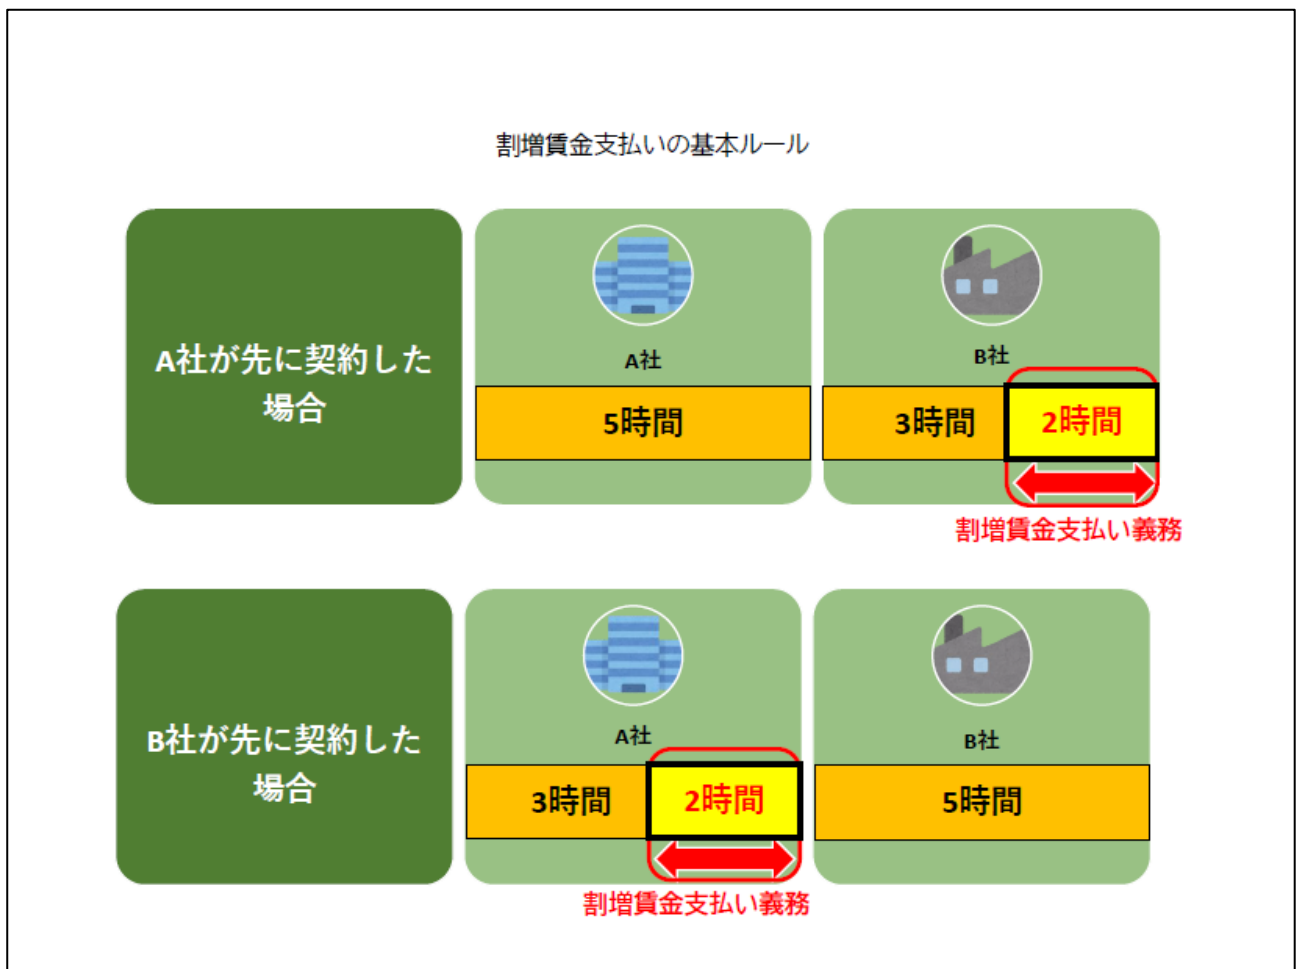 割増賃金支払いの基本ルール
A社が先に契約した
場合
A社
5時間
B社
3時間
2時間
割増賃金支払い義務
B社が先に契約した
場合
A社
3時間
2時間
割増賃金支払い義務
B社
5時間